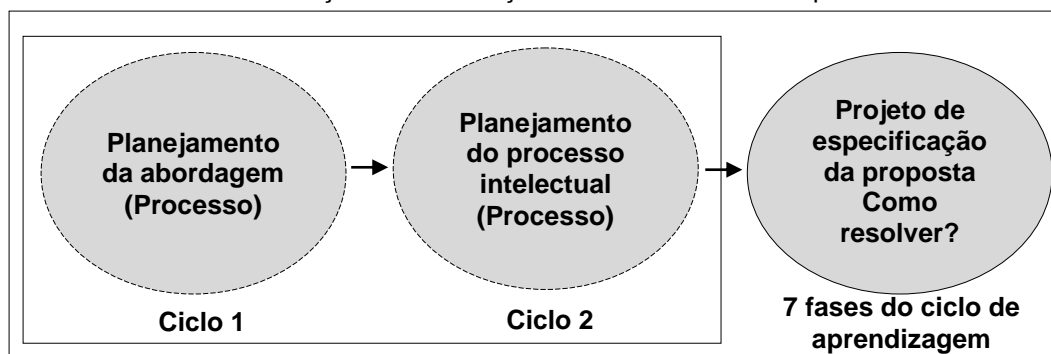 Planejamento
da abordagem
(Processo)
Planejamento
do processo
intelectual
(Processo)
Projeto de
especificação
da proposta
Como
resolver?
Ciclo 1
Ciclo 2
7 fases do ciclo de
aprendizagem